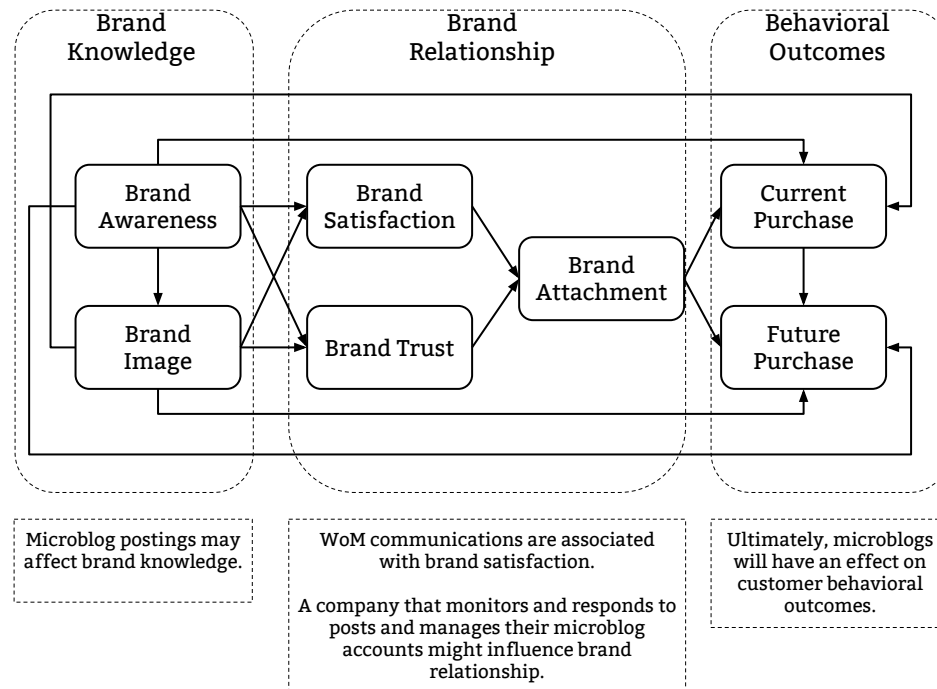 Brand
Knowledge
Brand
Relationship
Behavioral
Outcomes
Brand
Awareness
Brand
Satisfaction
Current
Purchase
Brand
Attachment
Brand
Image
Brand Trust
Future
Purchase
Microblog postings may
affect brand knowledge.
WoM communications are associated
with brand satisfaction.
A company that monitors and responds to
posts and manages their microblog
accounts might influence brand
relationship.
Ultimately, microblogs
will have an effect on
customer behavioral
outcomes.